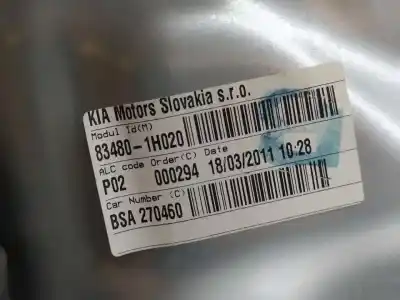 KIA Motors Slovakia s.r.o.
Modul Id(M)
83480-1H020
ALC code Order(C) Date
P02 000294 18/03/2011 10:28
Car Number (C)
BSA 270460